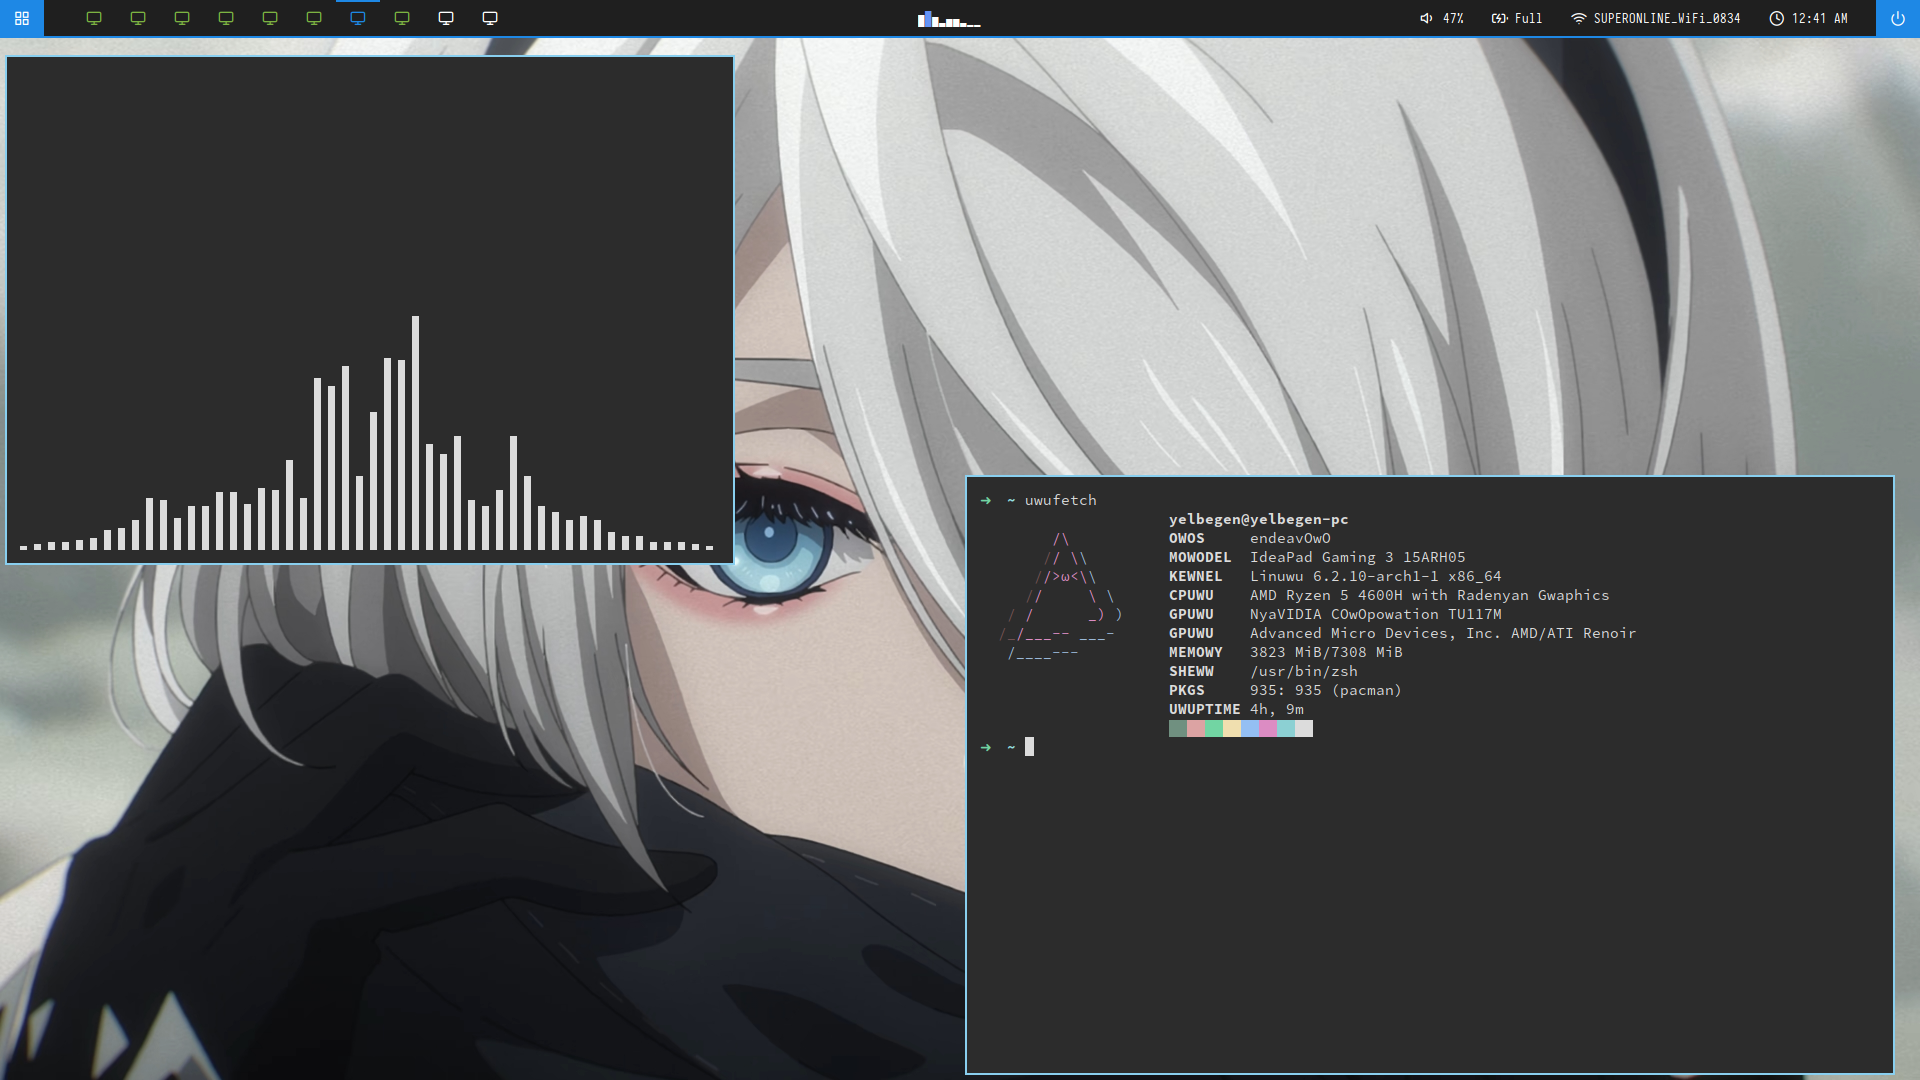 47% Full SUPERONLINE_WiFi_0834 12:41 AM
➜ ~ uwufetch
yelbegen@yelbegen-pc
/\ OWOS endeavOwO
// \\ MOWODEL IdeaPad Gaming 3 15ARH05
//>ω<\\ KEWNEL Linuwu 6.2.10-arch1-1 x86_64
// \ \ CPUWU AMD Ryzen 5 4600H with Radenyan Gwaphics
/ / _) ) GPUWU NyaVIDIA COwOpowation TU117M
/_/___-- ___- GPUWU Advanced Micro Devices, Inc. AMD/ATI Renoir
/____--- MEMOWY 3823 MiB/7308 MiB
SHEWW /usr/bin/zsh
PKGS 935: 935 (pacman)
UWUPTIME 4h, 9m
➜ ~